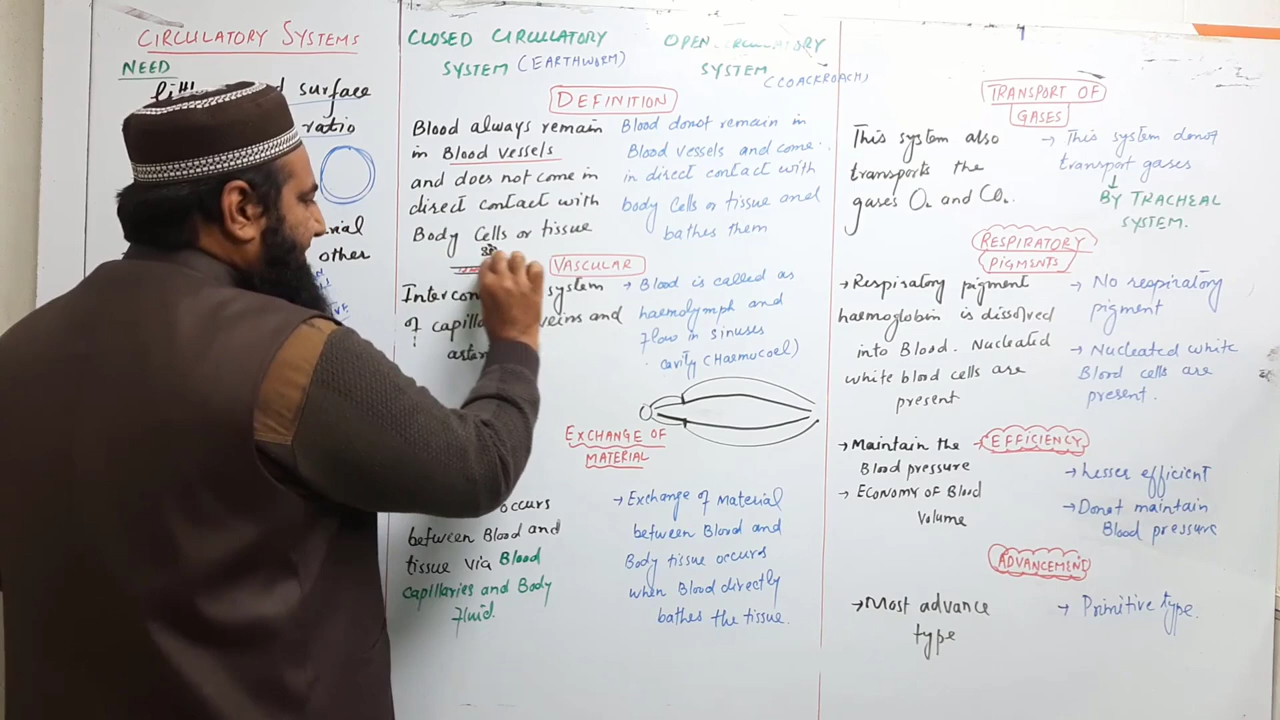 CIRCULATORY SYSTEMS
NEED
surface
ratio
other
CLOSED CIRCULATORY
SYSTEM (EARTHWORM)
OPEN
SYSTEM
(COACKROACH)
DEFINITION
Blood always remain
in Blood vessels
and does not come in
direct contact with
Body Cells or tissue
Blood donot remain in
Blood vessels and come
in direct contact with
body Cells or tissue and
bathes them
VASCULAR
system
of veins and
→ Blood is called as
haemolymph and
flow in sinuses
cavity (Haemocoel)
EXCHANGE OF
MATERIAL
occurs
between Blood and
tissue via Blood
capillaries and Body
fluid.
→ Exchange of Material
between Blood and
Body tissue occurs
when Blood directly
bathes the tissue.
TRANSPORT OF
GASES
This system also
transports the
gases O₂ and CO₂.
→ This system donot
transport gases
↓
BY TRACHEAL
SYSTEM.
RESPIRATORY
PIGMENTS
→ Respiratory pigment
haemoglobin is dissolved
into Blood. Nucleated
white blood cells are
present
→ No respiratory
pigment
→ Nucleated white
Blood cells are
present.
EFFICIENCY
→ Maintain the
Blood pressure
→ ECONOMY OF Blood
Volume
→ Lesser efficient
→ Donot maintain
Blood pressure
ADVANCEMENT
→ Most advance
type
→ Primitive type.